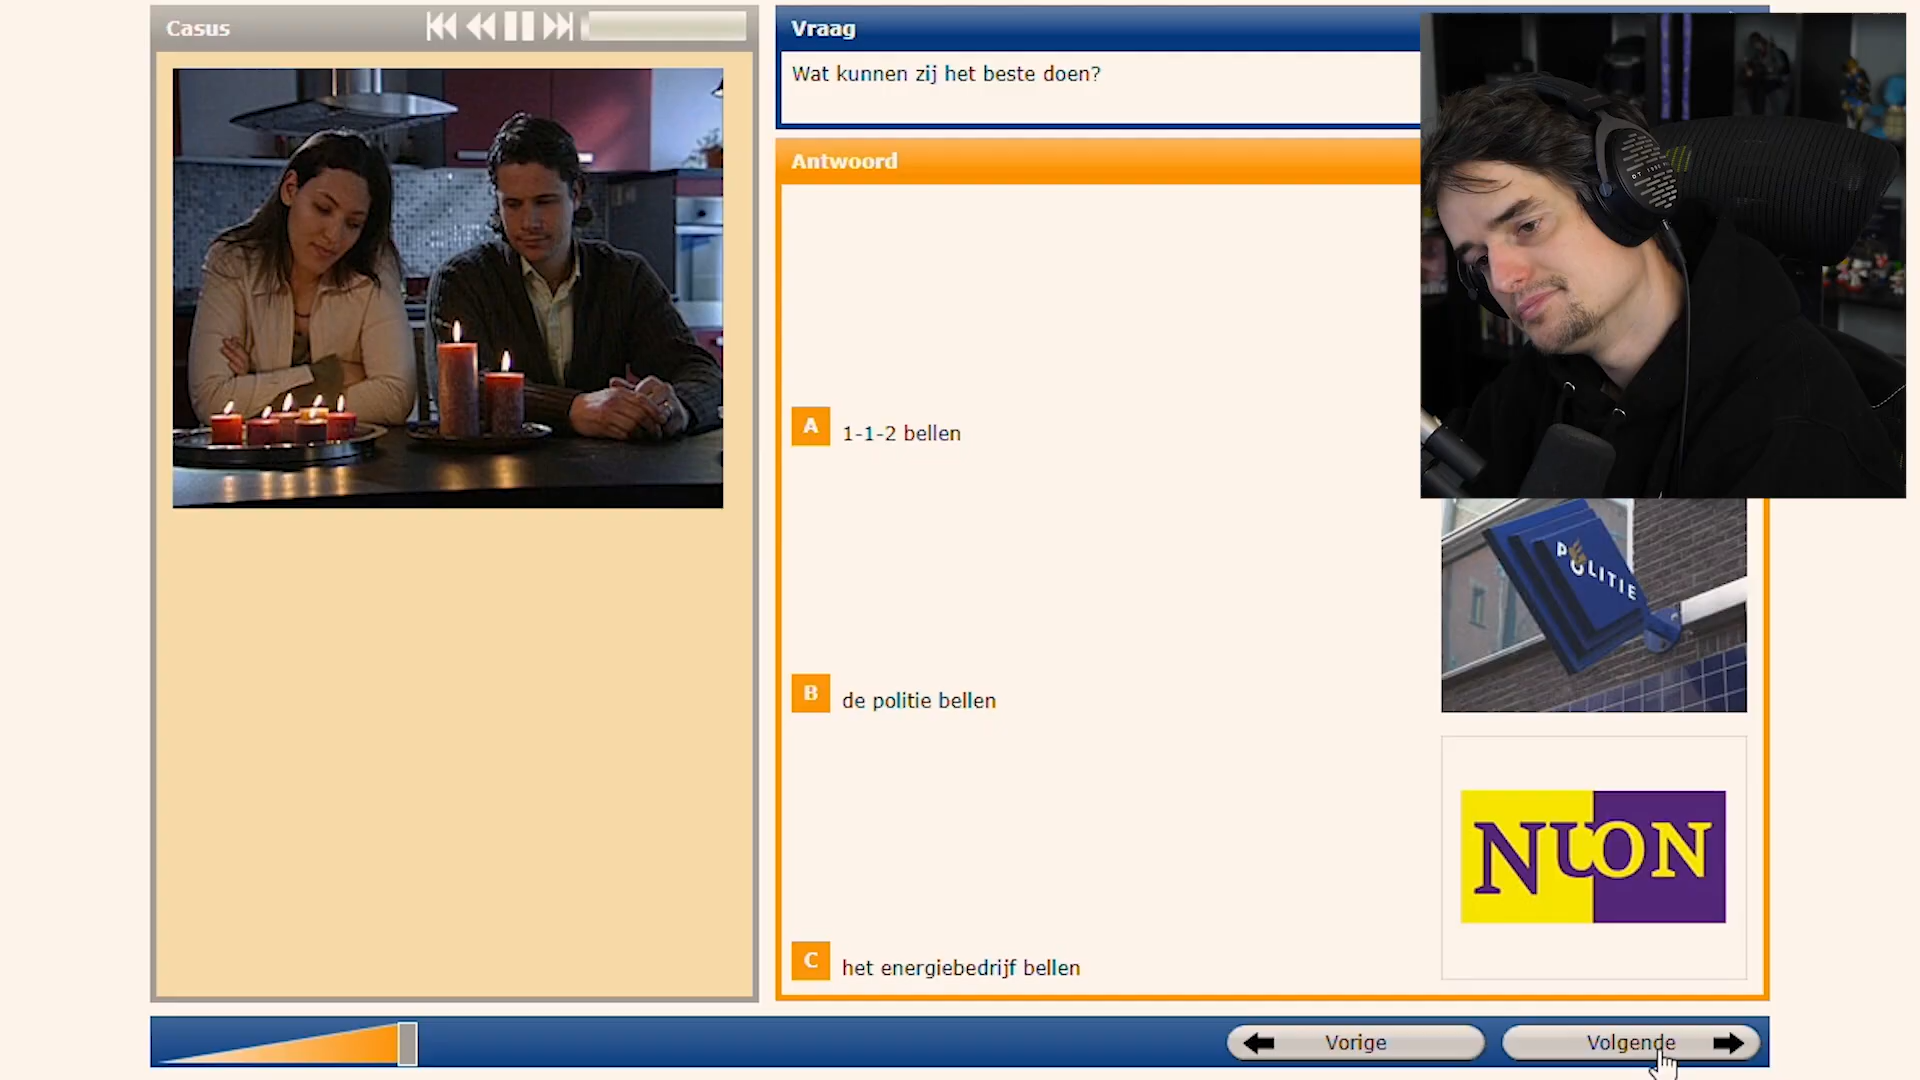 Casus
Vraag
Wat kunnen zij het beste doen?
Antwoord
A 1-1-2 bellen
POLITIE
B de politie bellen
NUON
C het energiebedrijf bellen
Vorige
Volgende